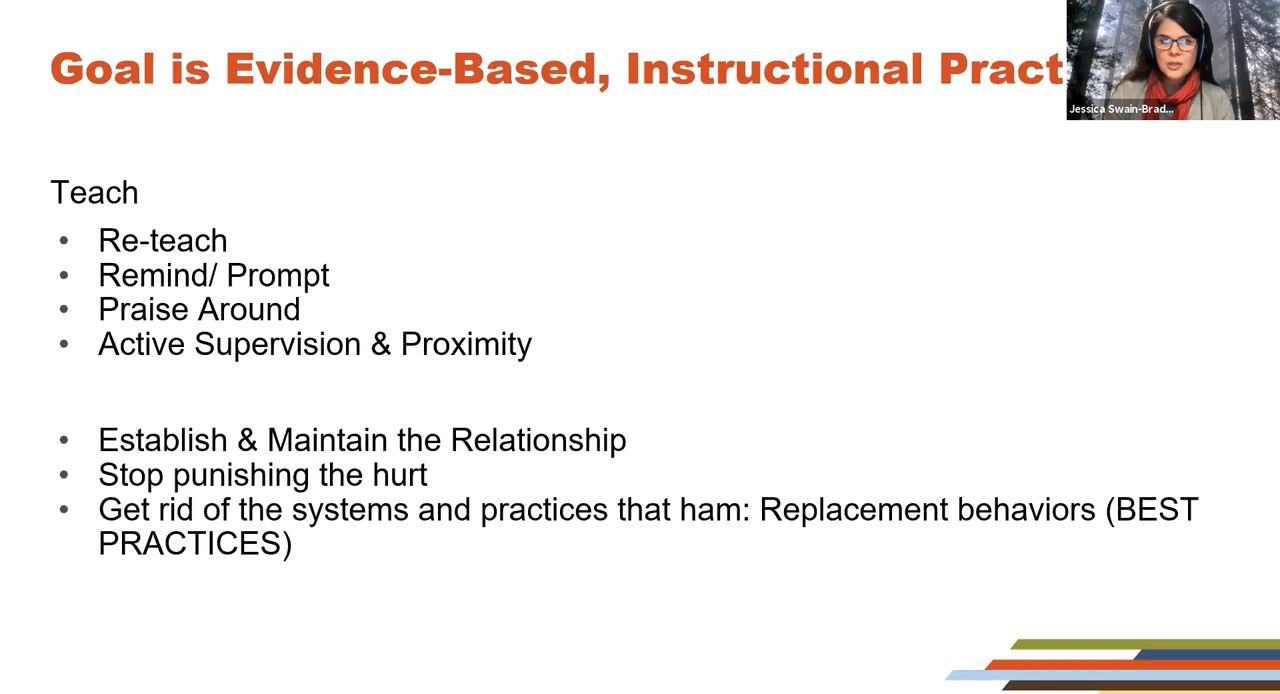 Goal is Evidence-Based, Instructional Pract
Jessica Swain-Brad...
Teach
• Re-teach
• Remind/ Prompt
• Praise Around
• Active Supervision & Proximity
• Establish & Maintain the Relationship
• Stop punishing the hurt
• Get rid of the systems and practices that ham: Replacement behaviors (BEST
PRACTICES)